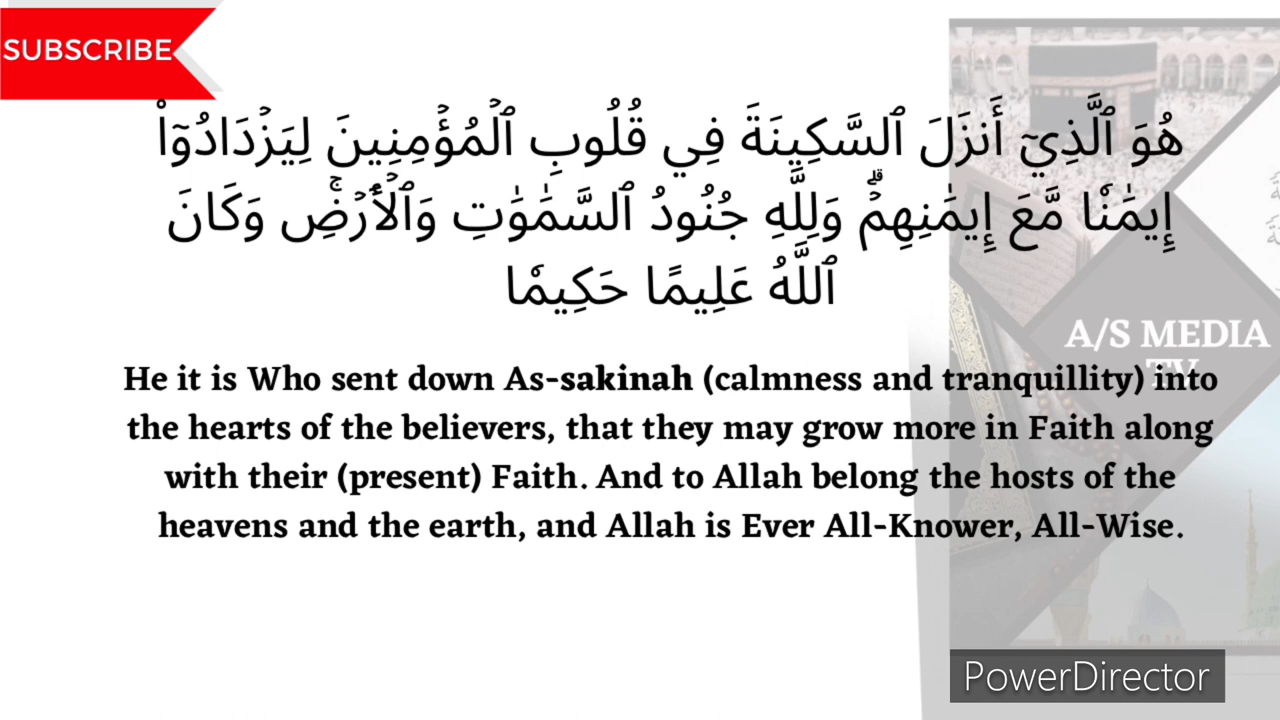 SUBSCRIBE
هُوَ ٱلَّذِيٓ أَنزَلَ ٱلسَّكِينَةَ فِي قُلُوبِ ٱلۡمُؤۡمِنِينَ لِيَزۡدَادُوٓاْ
إِيمَٰنٗا مَّعَ إِيمَٰنِهِمۡۗ وَلِلَّهِ جُنُودُ ٱلسَّمَٰوَٰتِ وَٱلۡأَرۡضِۚ وَكَانَ
ٱللَّهُ عَلِيمًا حَكِيمٗا
A/S MEDIA
TV
He it is Who sent down As-sakinah (calmness and tranquillity) into
the hearts of the believers, that they may grow more in Faith along
with their (present) Faith. And to Allah belong the hosts of the
heavens and the earth, and Allah is Ever All-Knower, All-Wise.
PowerDirector